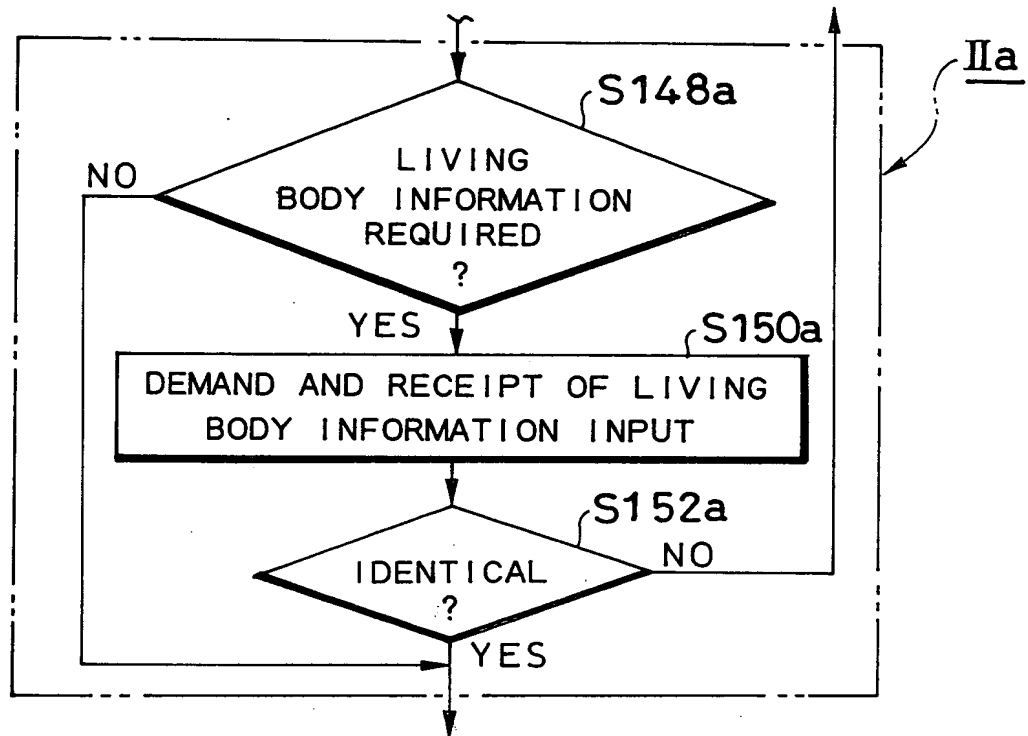 IIa
S148a
LIVING
BODY INFORMATION
REQUIRED
?
NO
YES
S150a
DEMAND AND RECEIPT OF LIVING
BODY INFORMATION INPUT
S152a
IDENTICAL
?
NO
YES